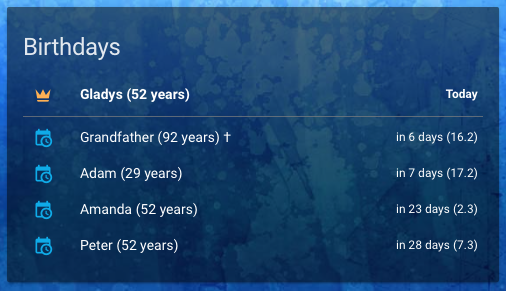 Birthdays
Gladys (52 years) Today
Grandfather (92 years) † in 6 days (16.2)
Adam (29 years) in 7 days (17.2)
Amanda (52 years) in 23 days (2.3)
Peter (52 years) in 28 days (7.3)